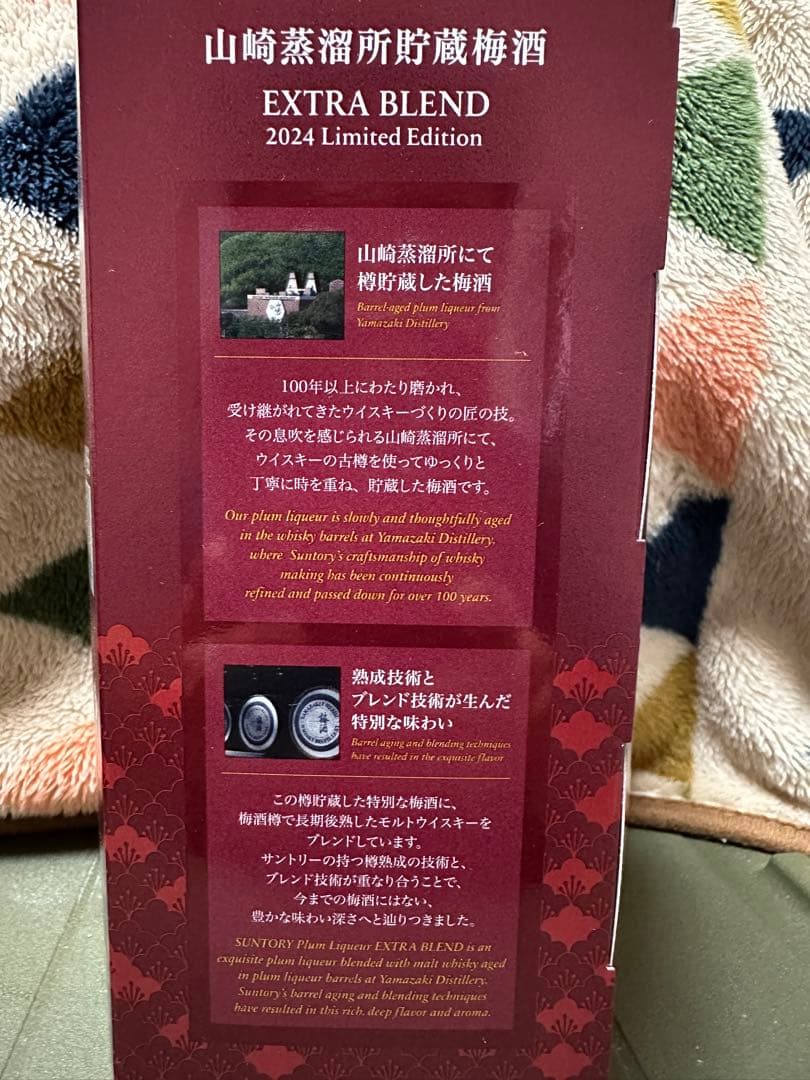 山崎蒸溜所貯蔵梅酒
EXTRA BLEND
2024 Limited Edition
山崎蒸溜所にて
樽貯蔵した梅酒
Barrel-aged plum liqueur from
Yamazaki Distillery
100年以上にわたり磨かれ、
受け継がれてきたウイスキーづくりの匠の技。
その息吹を感じられる山崎蒸溜所にて、
ウイスキーの古樽を使ってゆっくりと
丁寧に時を重ね、貯蔵した梅酒です。
Our plum liqueur is slowly and thoughtfully aged
in the whisky barrels at Yamazaki Distillery,
where Suntory's craftsmanship of whisky
making has been continuously
refined and passed down for over 100 years.
熟成技術と
ブレンド技術が生んだ
特別な味わい
Barrel aging and blending techniques
have resulted in the exquisite flavor
この樽貯蔵した特別な梅酒に、
梅酒樽で長期後熟したモルトウイスキーを
ブレンドしています。
サントリーの持つ樽熟成の技術と、
ブレンド技術が重なり合うことで、
今までの梅酒にはない、
豊かな味わい深さへと辿りつきました。
SUNTORY Plum Liqueur EXTRA BLEND is an
exquisite plum liqueur blended with malt whisky aged
in plum liqueur barrels at Yamazaki Distillery.
Suntory's barrel aging and blending techniques
have resulted in this rich, deep flavor and aroma.